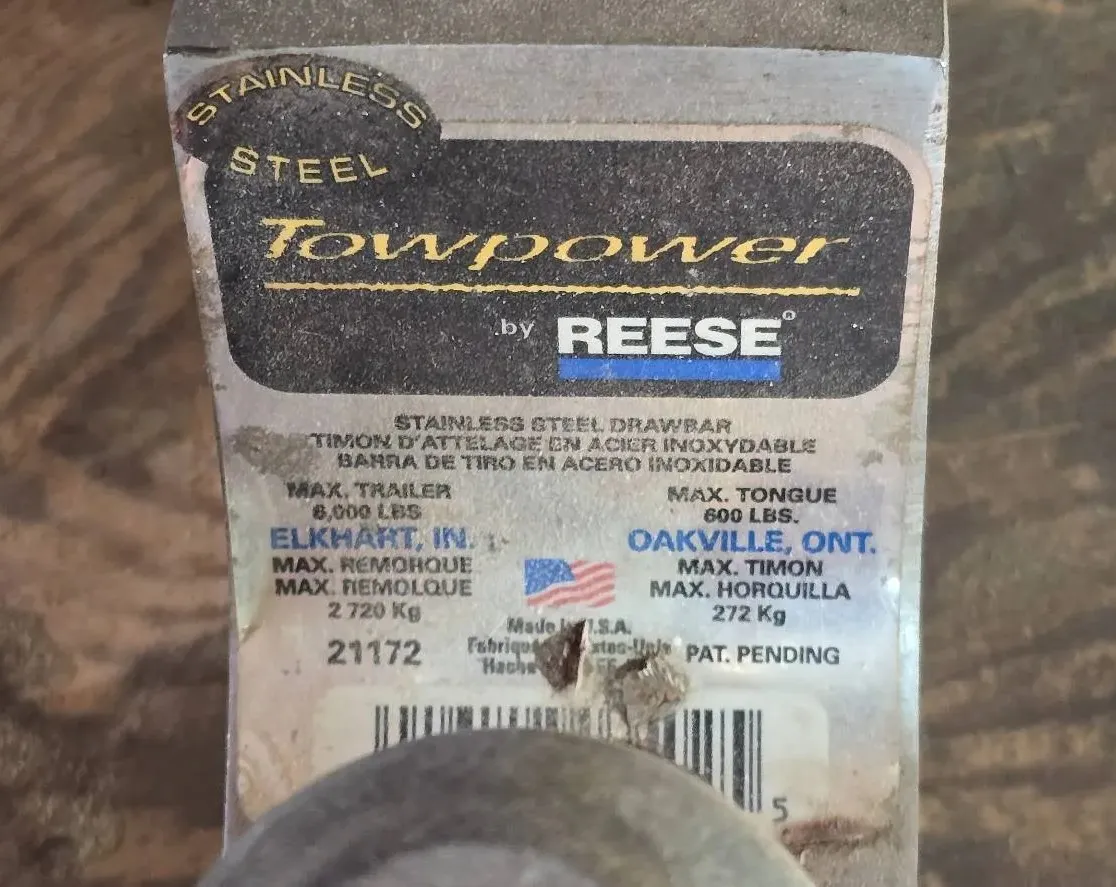 STAINLESS
STEEL
Towpower
by REESE®
STAINLESS STEEL DRAWBAR
TIMON D'ATTELAGE EN ACIER INOXYDABLE
BARRA DE TIRO EN ACERO INOXIDABLE
MAX. TRAILER
6,000 LBS
MAX. TONGUE
600 LBS.
ELKHART, IN.
OAKVILLE, ONT.
MAX. REMORQUE
MAX. REMOLQUE
2 720 Kg
MAX. TIMON
MAX. HORQUILLA
272 Kg
21172
Made U.S.A.
PAT. PENDING
5